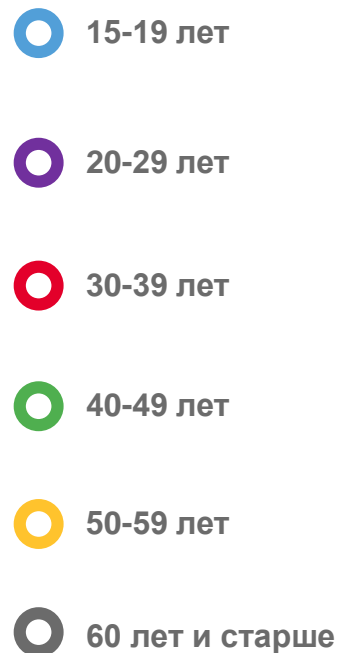 15-19 лет
20-29 лет
30-39 лет
40-49 лет
50-59 лет
60 лет и старше